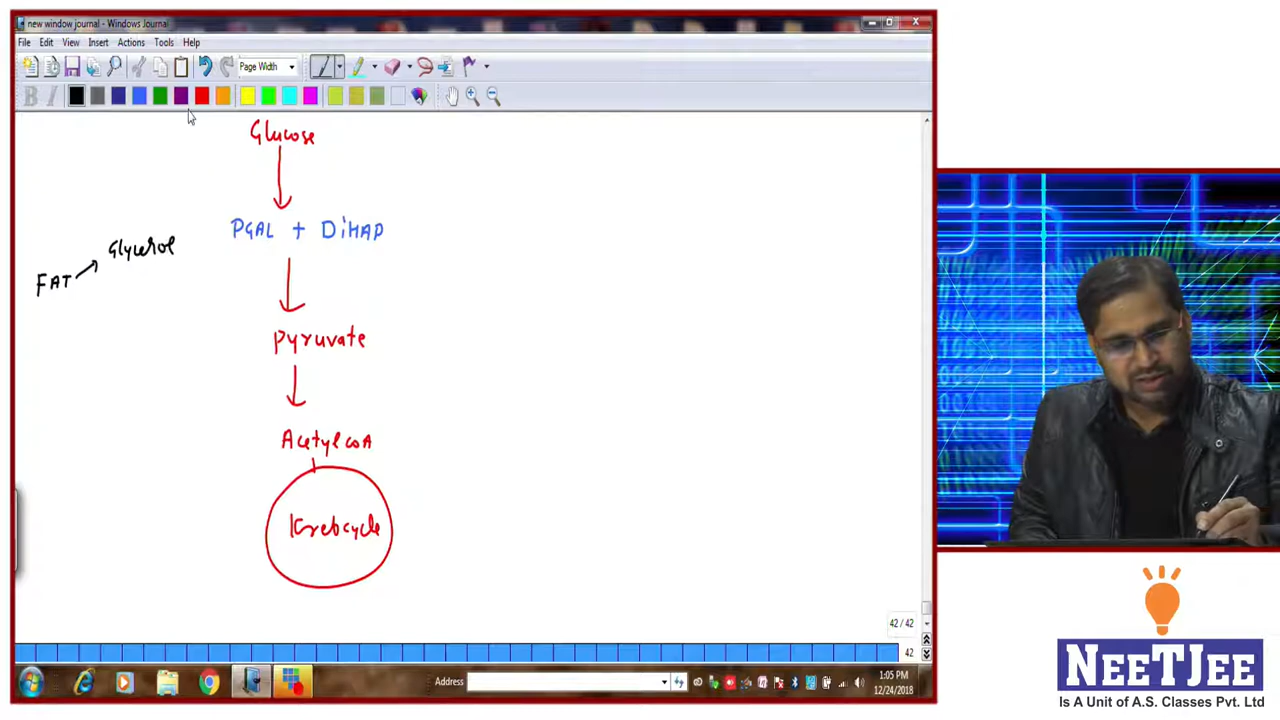 new window journal - Windows Journal
File Edit View Insert Actions Tools Help
Page Width
B I
Glucose
PGAL + DiHAP
Glycerol
FAT
Pyruvate
Acetyl coA
Krebcycle
42 / 42
42
Address
1:05 PM
12/24/2018
NEETJEE
Is A Unit of A.S. Classes Pvt. Ltd